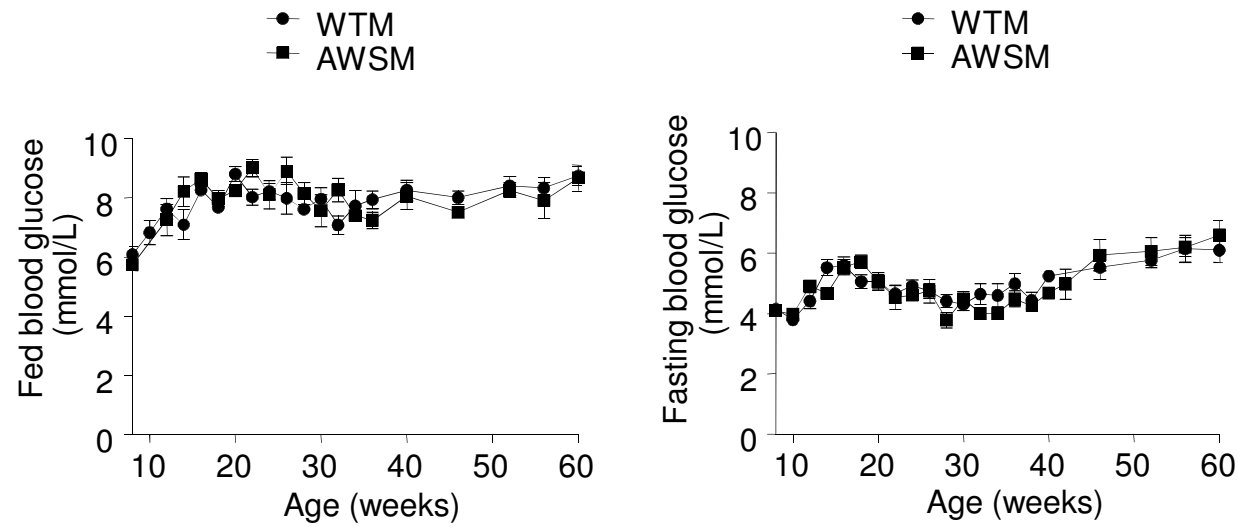 WTM
AWSM
Fed blood glucose
(mmol/L)
10
8
6
4
2
0
10 20 30 40 50 60
Age (weeks)
WTM
AWSM
Fasting blood glucose
(mmol/L)
10
8
6
4
2
0
10 20 30 40 50 60
Age (weeks)